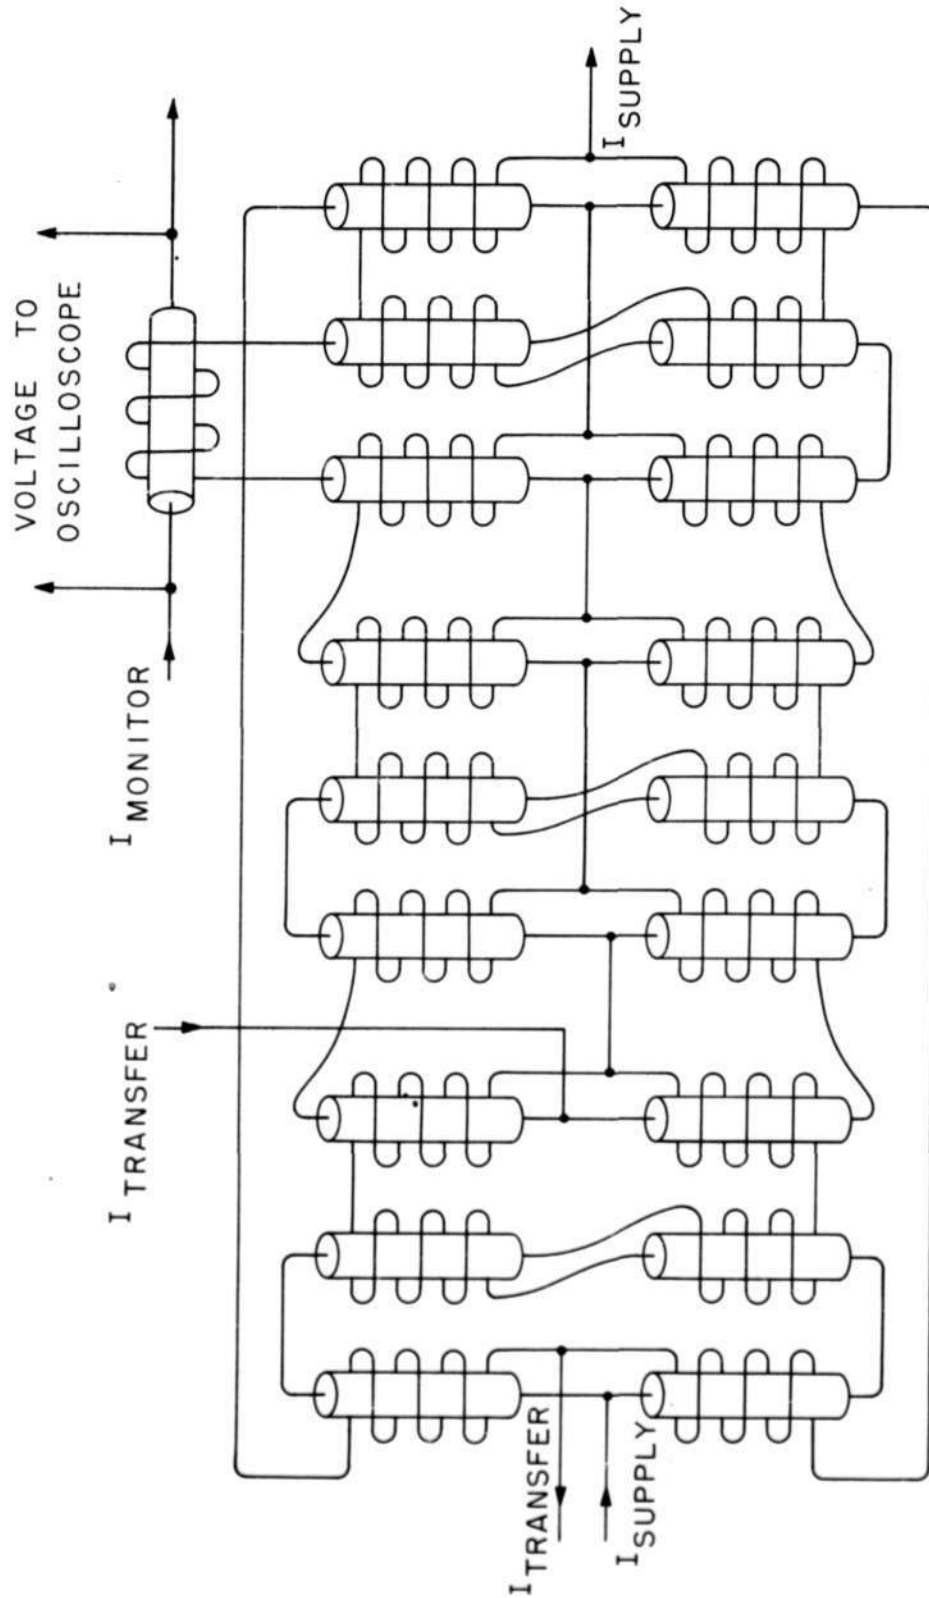 VOLTAGE TO
OSCILLOSCOPE
I MONITOR
I TRANSFER
I SUPPLY
I TRANSFER
I SUPPLY